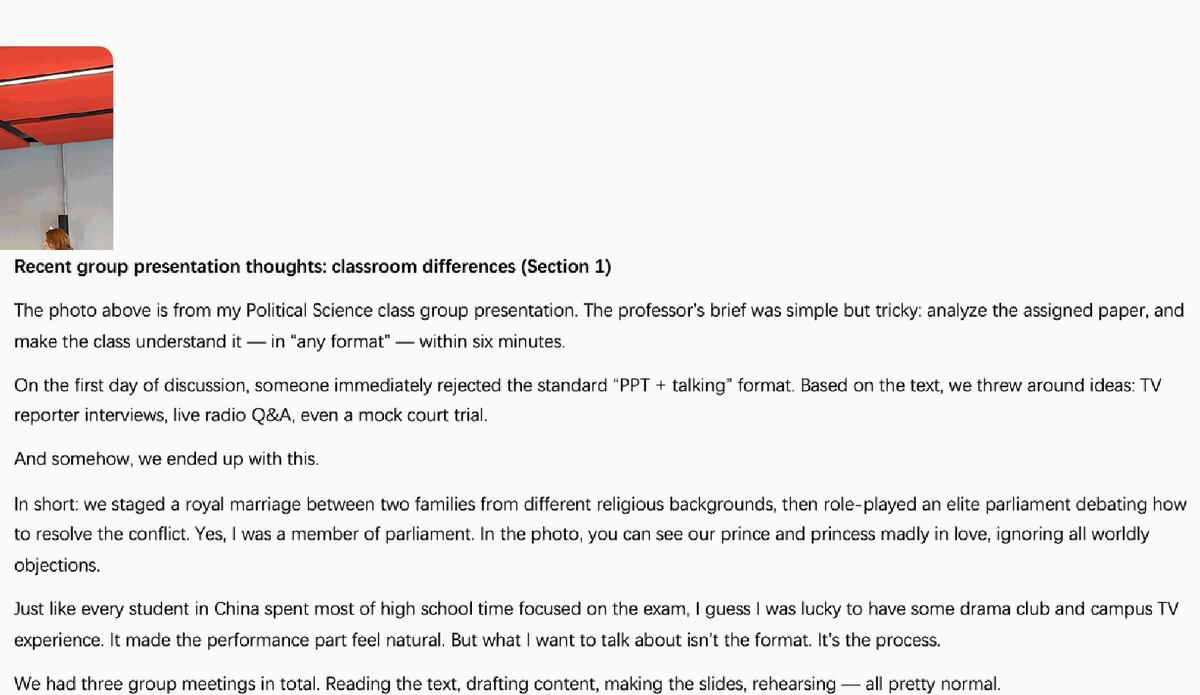 Recent group presentation thoughts: classroom differences (Section 1)
The photo above is from my Political Science class group presentation. The professor's brief was simple but tricky: analyze the assigned paper, and
make the class understand it — in "any format" — within six minutes.
On the first day of discussion, someone immediately rejected the standard “PPT + talking” format. Based on the text, we threw around ideas: TV
reporter interviews, live radio Q&A, even a mock court trial.
And somehow, we ended up with this.
In short: we staged a royal marriage between two families from different religious backgrounds, then role-played an elite parliament debating how
to resolve the conflict. Yes, I was a member of parliament. In the photo, you can see our prince and princess madly in love, ignoring all worldly
objections.
Just like every student in China spent most of high school time focused on the exam, I guess I was lucky to have some drama club and campus TV
experience. It made the performance part feel natural. But what I want to talk about isn't the format. It's the process.
We had three group meetings in total. Reading the text, drafting content, making the slides, rehearsing — all pretty normal.